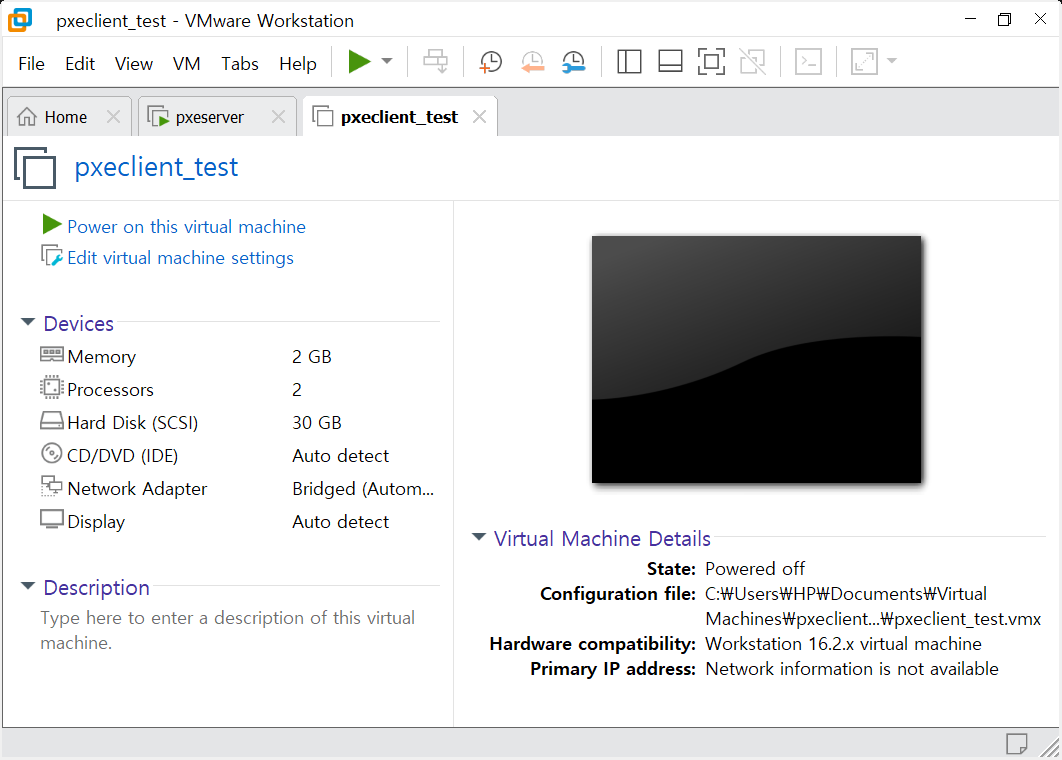 pxeclient_test - VMware Workstation
File Edit View VM Tabs Help
Home pxeserver pxeclient_test
pxeclient_test
Power on this virtual machine
Edit virtual machine settings
Devices
Memory 2 GB
Processors 2
Hard Disk (SCSI) 30 GB
CD/DVD (IDE) Auto detect
Network Adapter Bridged (Autom...
Display Auto detect
Description
Type here to enter a description of this virtual
machine.
Virtual Machine Details
State: Powered off
Configuration file: C:₩Users₩HP₩Documents₩Virtual
Machines₩pxeclient...₩pxeclient_test.vmx
Hardware compatibility: Workstation 16.2.x virtual machine
Primary IP address: Network information is not available